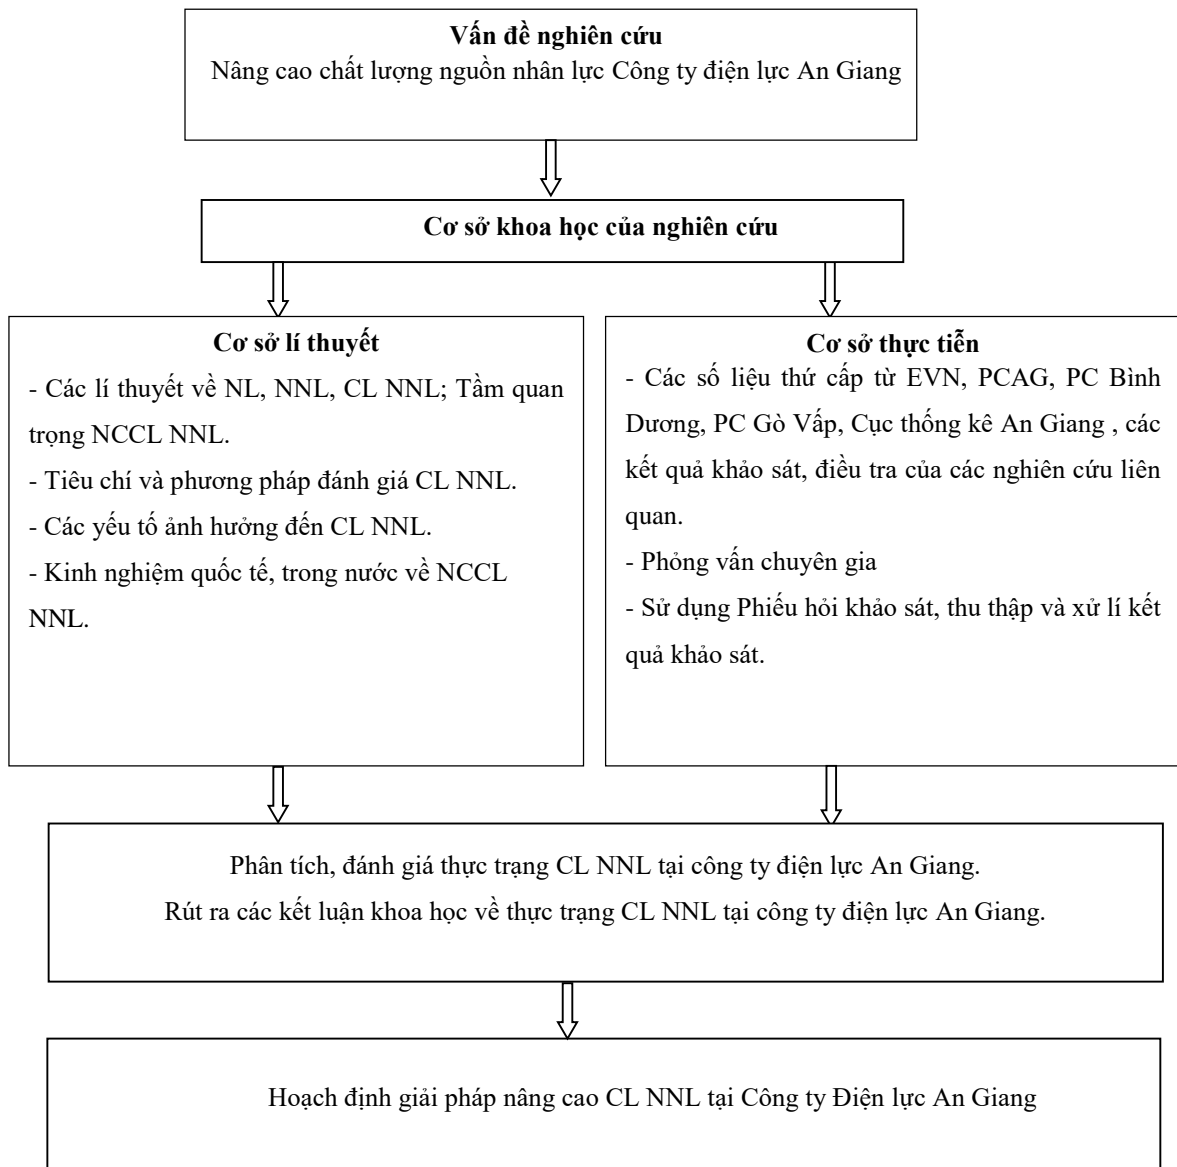 Vấn đề nghiên cứu
Nâng cao chất lượng nguồn nhân lực Công ty điện lực An Giang
Cơ sở khoa học của nghiên cứu
Cơ sở lí thuyết
- Các lí thuyết về NL, NNL, CL NNL; Tầm quan
trọng NCCL NNL.
- Tiêu chí và phương pháp đánh giá CL NNL.
- Các yếu tố ảnh hưởng đến CL NNL.
- Kinh nghiệm quốc tế, trong nước về NCCL
NNL.
Cơ sở thực tiễn
- Các số liệu thứ cấp từ EVN, PCAG, PC Bình
Dương, PC Gò Vấp, Cục thống kê An Giang , các
kết quả khảo sát, điều tra của các nghiên cứu liên
quan.
- Phỏng vấn chuyên gia
- Sử dụng Phiếu hỏi khảo sát, thu thập và xử lí kết
quả khảo sát.
Phân tích, đánh giá thực trạng CL NNL tại công ty điện lực An Giang.
Rút ra các kết luận khoa học về thực trạng CL NNL tại công ty điện lực An Giang.
Hoạch định giải pháp nâng cao CL NNL tại Công ty Điện lực An Giang